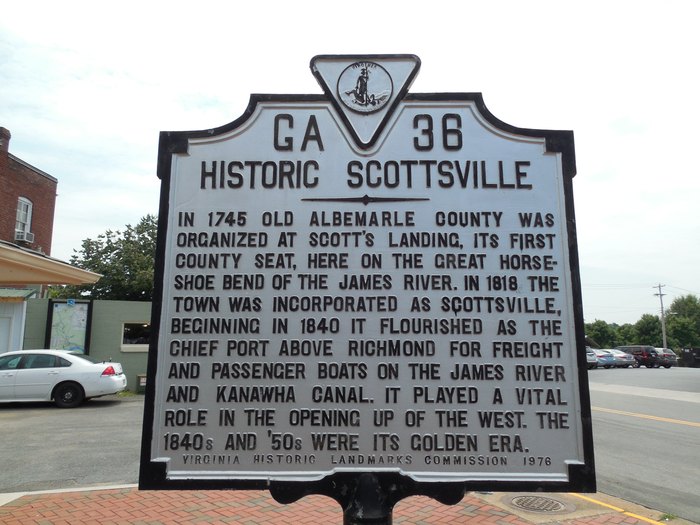 VIRGINIA
GA 36
HISTORIC SCOTTSVILLE
IN 1745 OLD ALBEMARLE COUNTY WAS
ORGANIZED AT SCOTT'S LANDING, ITS FIRST
COUNTY SEAT, HERE ON THE GREAT HORSE-
SHOE BEND OF THE JAMES RIVER. IN 1818 THE
TOWN WAS INCORPORATED AS SCOTTSVILLE,
BEGINNING IN 1840 IT FLOURISHED AS THE
CHIEF PORT ABOVE RICHMOND FOR FREIGHT
AND PASSENGER BOATS ON THE JAMES RIVER
AND KANAWHA CANAL. IT PLAYED A VITAL
ROLE IN THE OPENING UP OF THE WEST. THE
1840s AND '50s WERE ITS GOLDEN ERA.
VIRGINIA HISTORIC LANDMARKS COMMISSION 1976